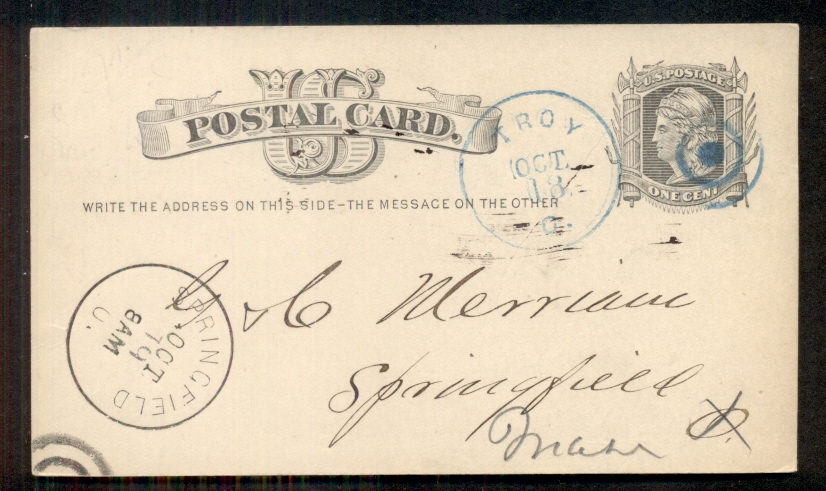 US
POSTAL CARD.
U.S. POSTAGE
ONE CENT
TROY
OCT.
18
O.
WRITE THE ADDRESS ON THIS SIDE-THE MESSAGE ON THE OTHER
SPRINGFIELD
OCT.
19
8AM
O.
G & C Merriam
Springfield
O.
Mass